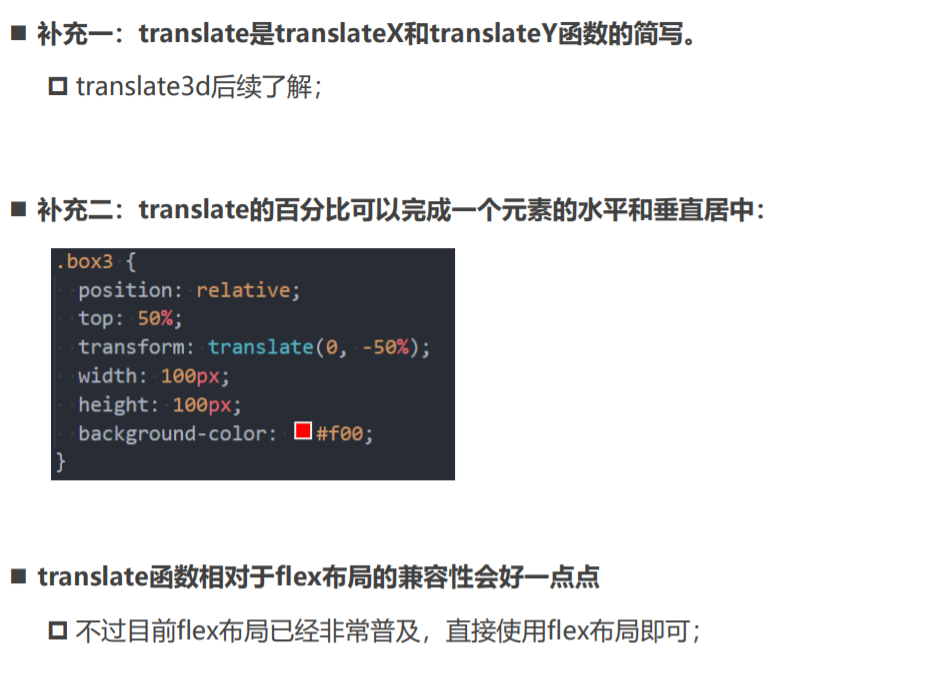 补充一：translate是translateX和translateY函数的简写。
translate3d后续了解；
补充二：translate的百分比可以完成一个元素的水平和垂直居中：
.box3 {
position: relative;
top: 50%;
transform: translate(0, -50%);
width: 100px;
height: 100px;
background-color: #f00;
}
translate函数相对于flex布局的兼容性会好一点点
不过目前flex布局已经非常普及，直接使用flex布局即可；